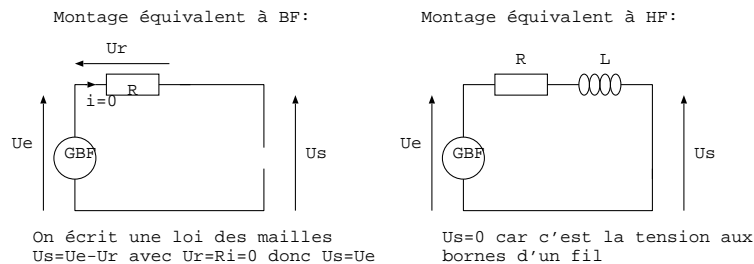 Montage équivalent à BF:
Ur
R
i=0
Ue
GBF
Us
On écrit une loi des mailles
Us=Ue-Ur avec Ur=Ri=0 donc Us=Ue
Montage équivalent à HF:
R
L
Ue
GBF
Us
Us=0 car c'est la tension aux
bornes d'un fil